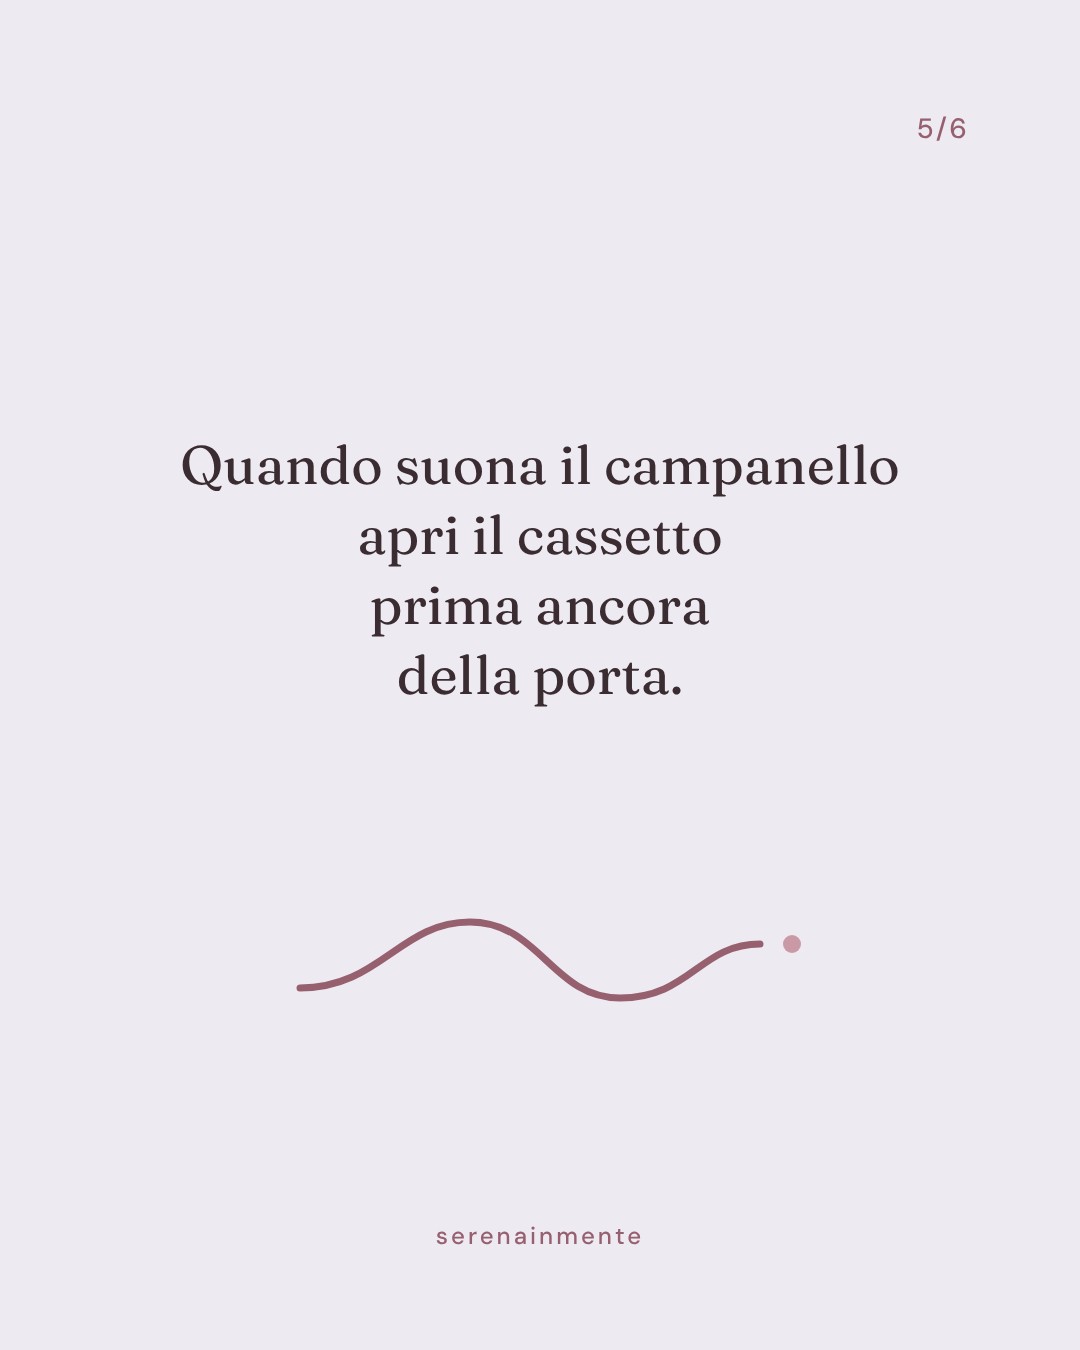 5/6
Quando suona il campanello
apri il cassetto
prima ancora
della porta.
serenainmente